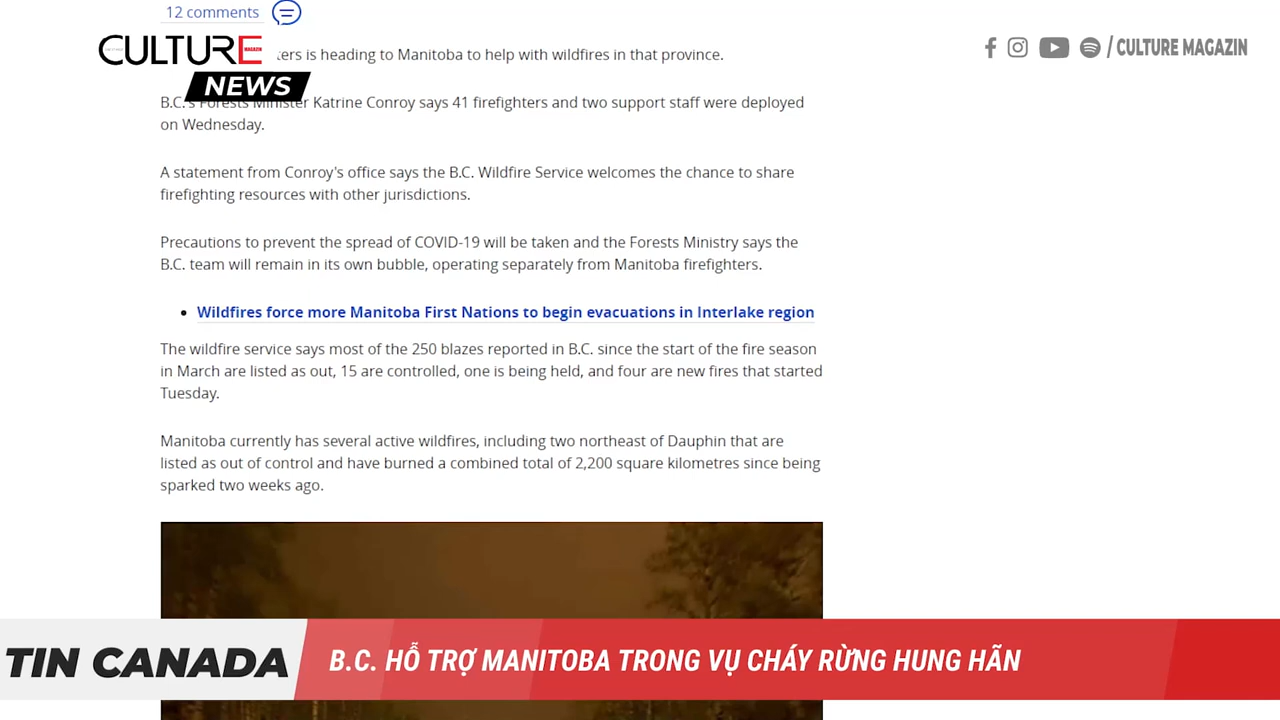 12 comments
CULTURE
MAGAZIN
/ CULTURE MAGAZIN
ters is heading to Manitoba to help with wildfires in that province.
NEWS
B.C.'s Forests Minister Katrine Conroy says 41 firefighters and two support staff were deployed
on Wednesday.
A statement from Conroy's office says the B.C. Wildfire Service welcomes the chance to share
firefighting resources with other jurisdictions.
Precautions to prevent the spread of COVID-19 will be taken and the Forests Ministry says the
B.C. team will remain in its own bubble, operating separately from Manitoba firefighters.
• Wildfires force more Manitoba First Nations to begin evacuations in Interlake region
The wildfire service says most of the 250 blazes reported in B.C. since the start of the fire season
in March are listed as out, 15 are controlled, one is being held, and four are new fires that started
Tuesday.
Manitoba currently has several active wildfires, including two northeast of Dauphin that are
listed as out of control and have burned a combined total of 2,200 square kilometres since being
sparked two weeks ago.
TIN CANADA
B.C. HỖ TRỢ MANITOBA TRONG VỤ CHÁY RỪNG HUNG HÃN